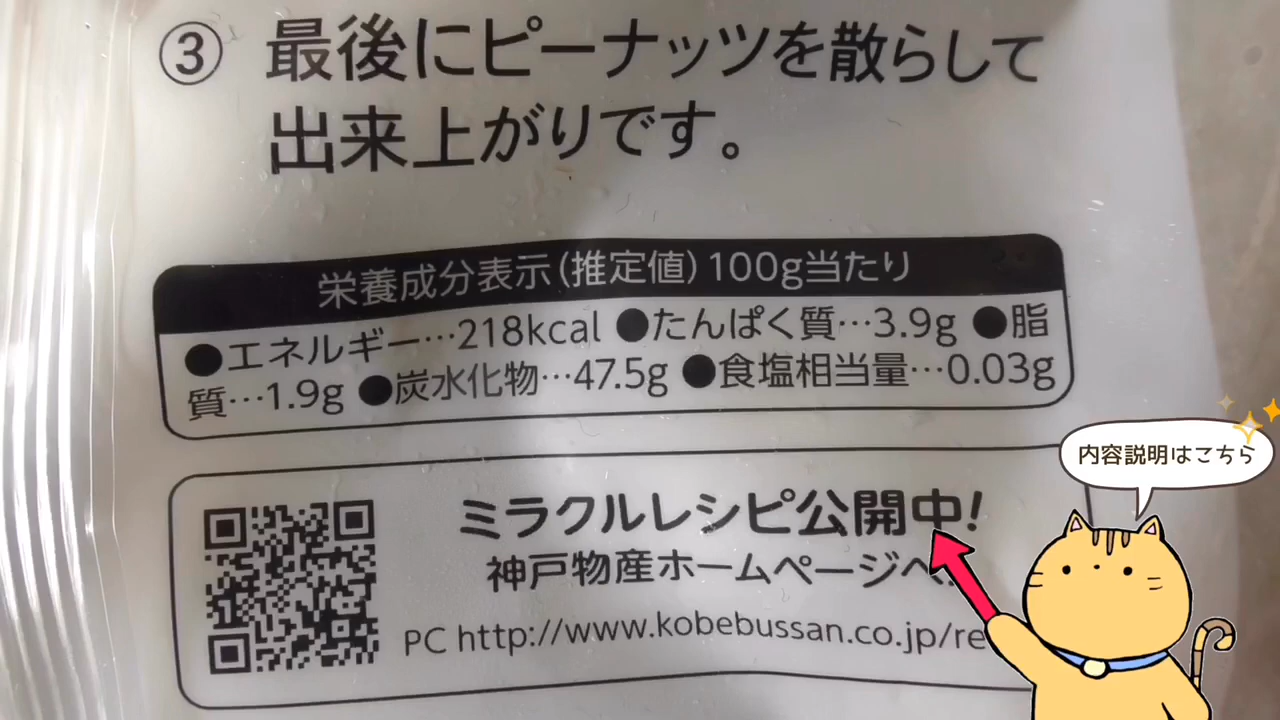 ③ 最後にピーナッツを散らして
出来上がりです。
栄養成分表示(推定値)100g当たり
●エネルギー…218kcal ●たんぱく質…3.9g ●脂
質…1.9g ●炭水化物…47.5g ●食塩相当量…0.03g
内容説明はこちら
ミラクルレシピ公開中!
神戸物産ホームページへ
PC http://www.kobebussan.co.jp/re